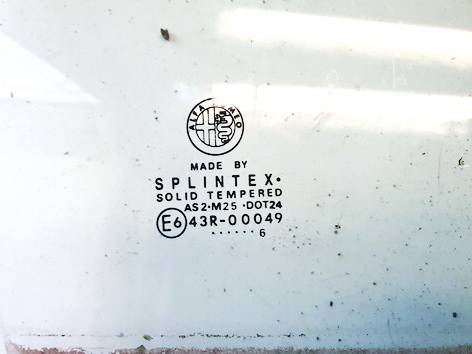 ALFA ROMEO
MADE BY
SPLINTEX·
SOLID TEMPERED
AS2·M25 ·DOT24
E6 43R-00049
······6